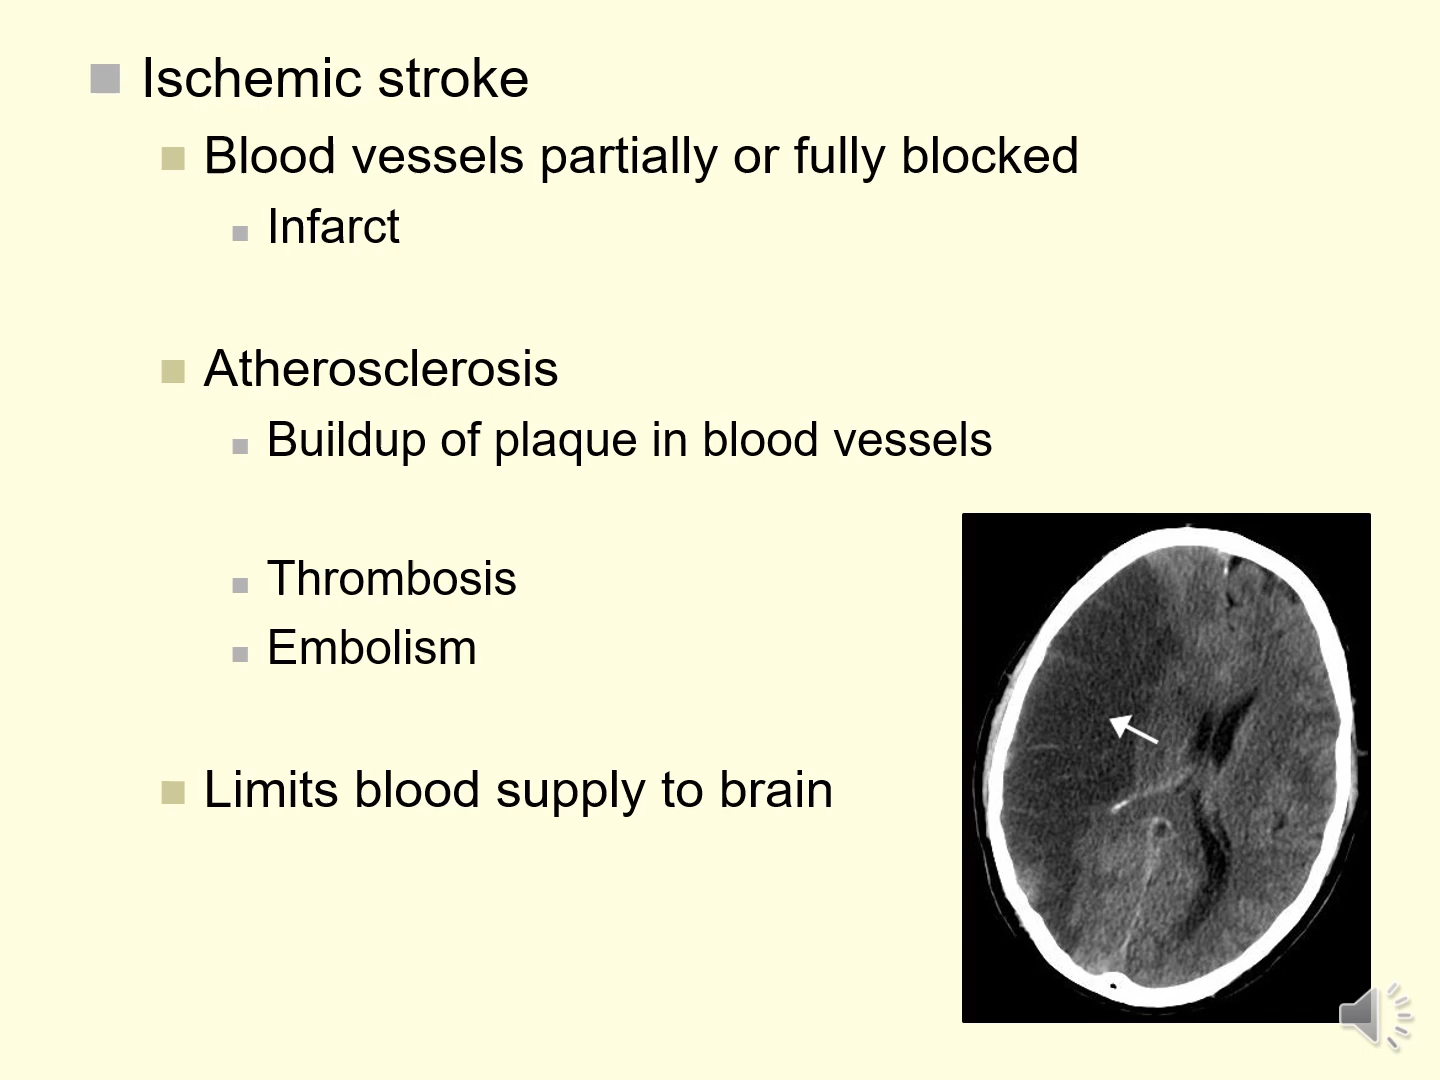 Ischemic stroke
Blood vessels partially or fully blocked
Infarct
Atherosclerosis
Buildup of plaque in blood vessels
Thrombosis
Embolism
Limits blood supply to brain